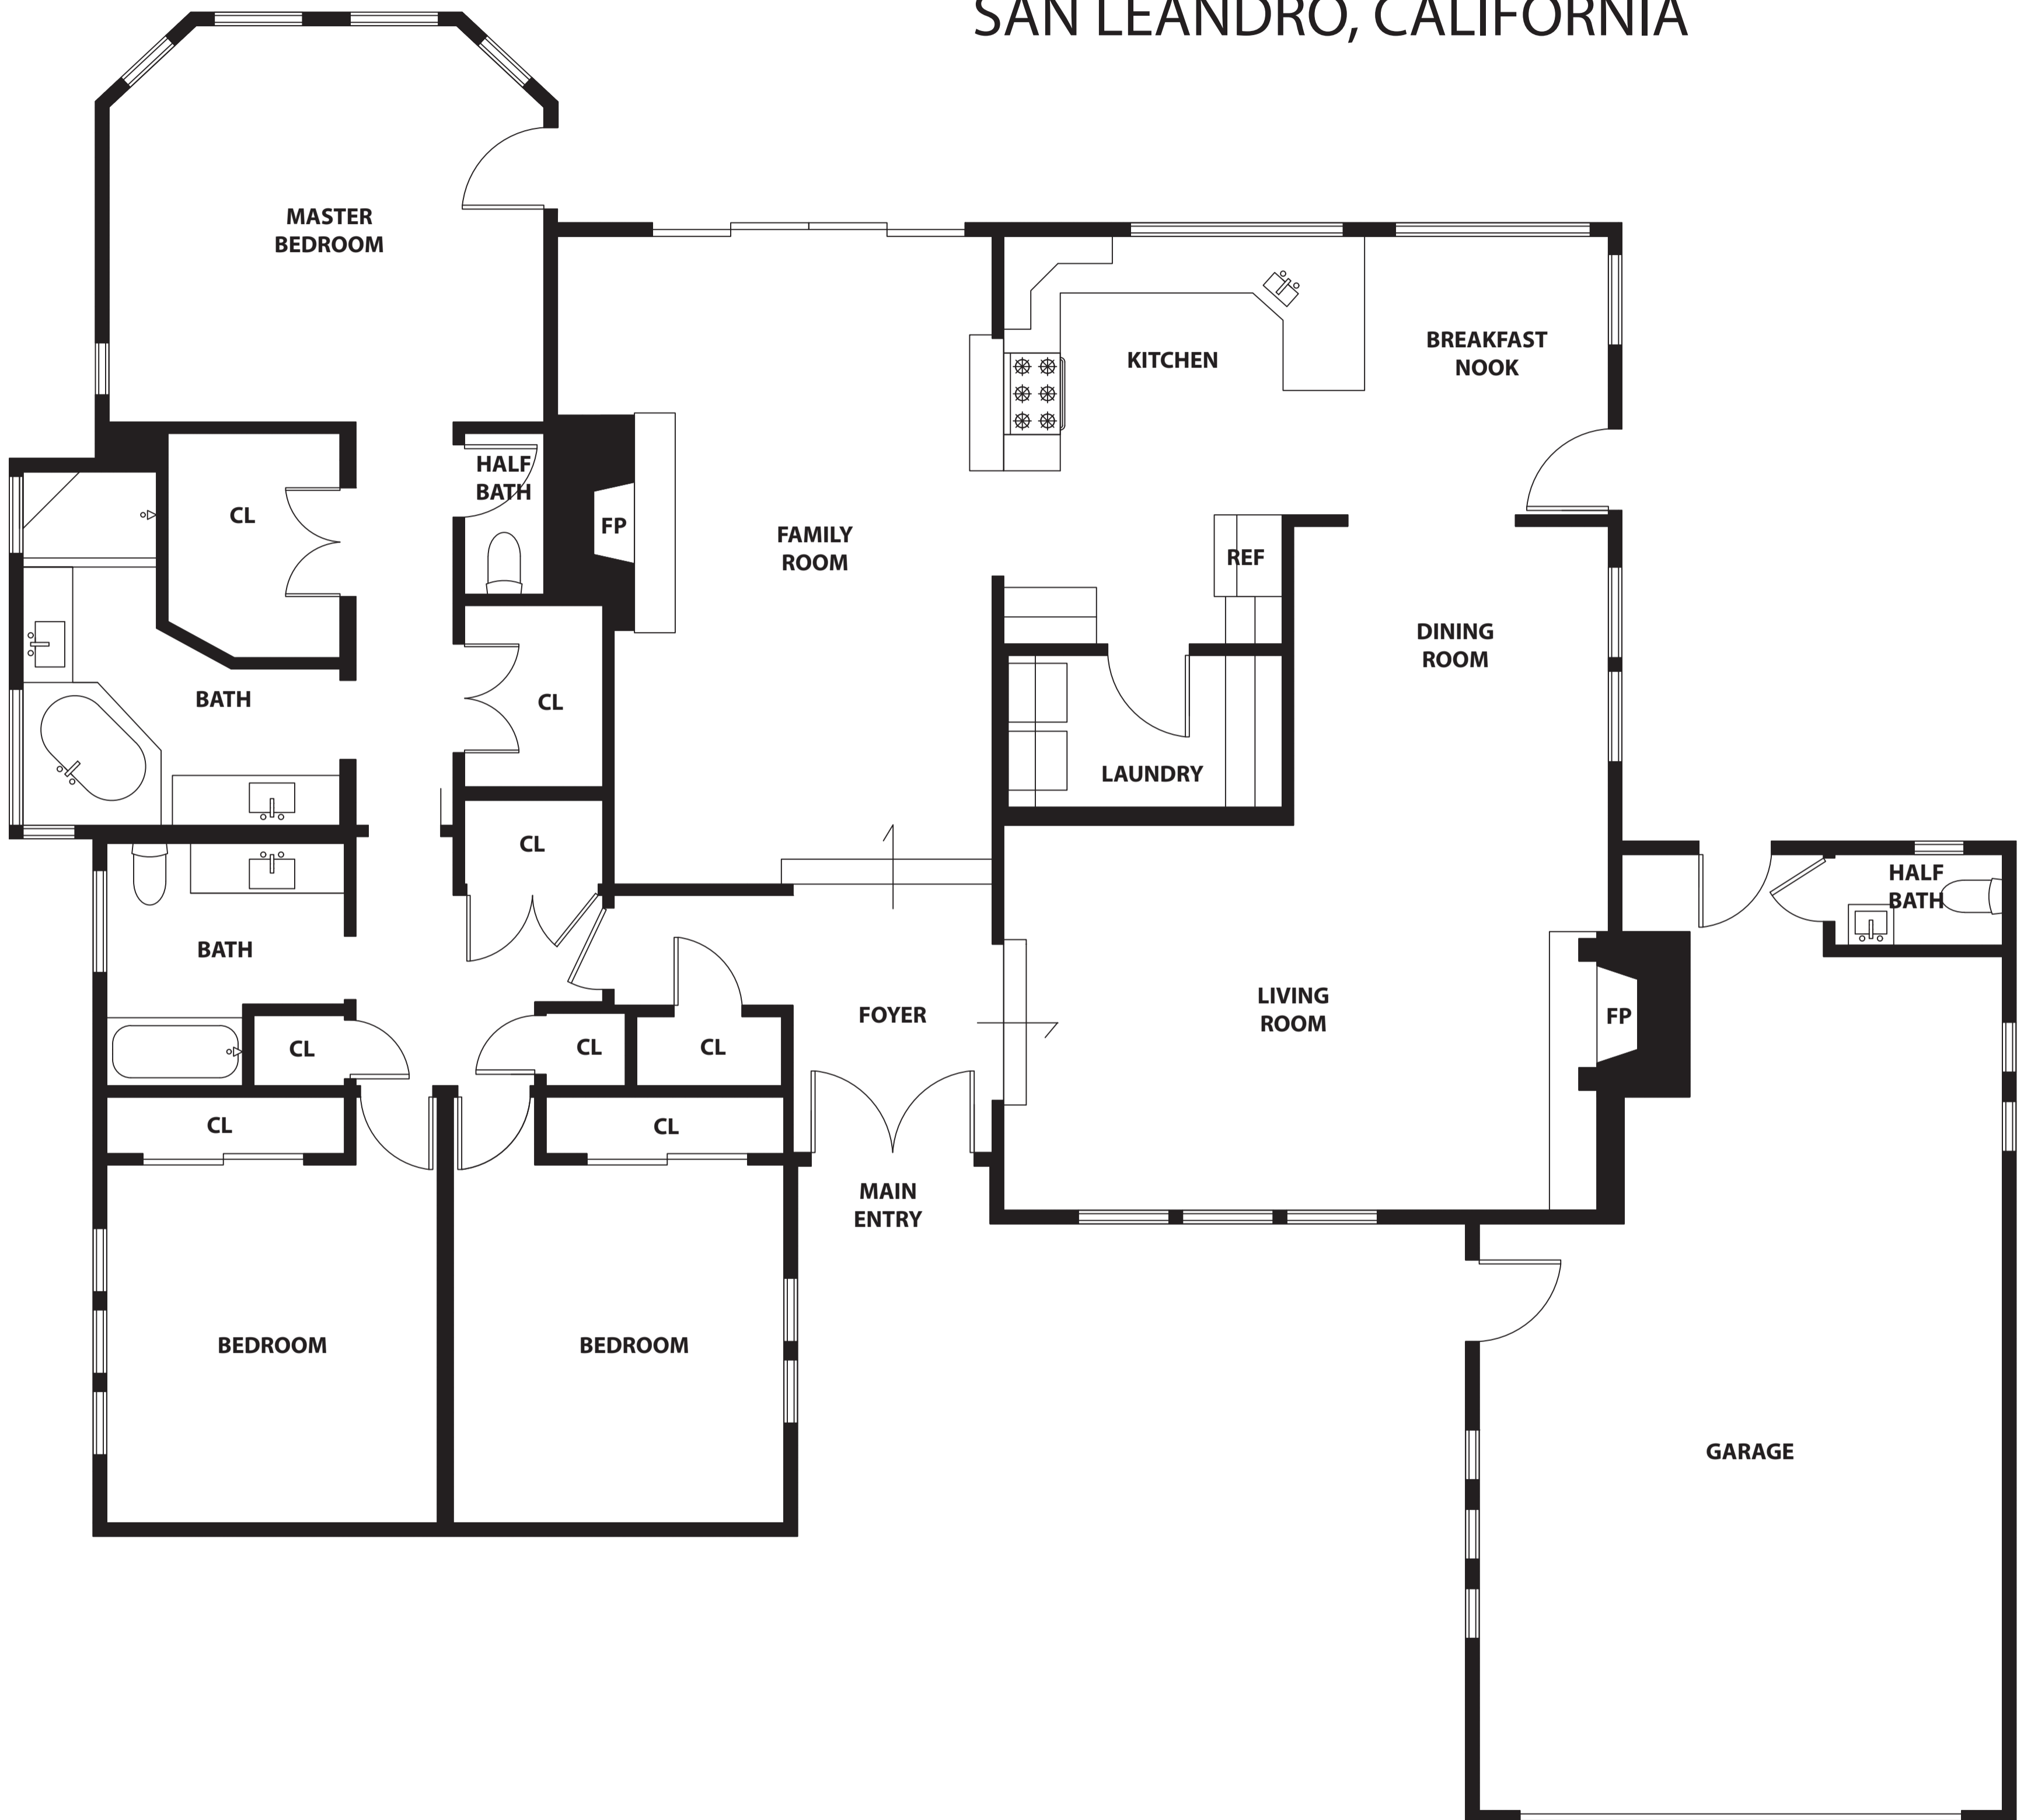 SAN LEANDRO, CALIFORNIA
MASTER
BEDROOM
KITCHEN
BREAKFAST
NOOK
HALF
BATH
CL
FP
FAMILY
ROOM
REF
DINING
ROOM
BATH
CL
LAUNDRY
CL
HALF
BATH
BATH
LIVING
ROOM
FOYER
FP
CL
CL
CL
CL
CL
MAIN
ENTRY
BEDROOM
BEDROOM
GARAGE